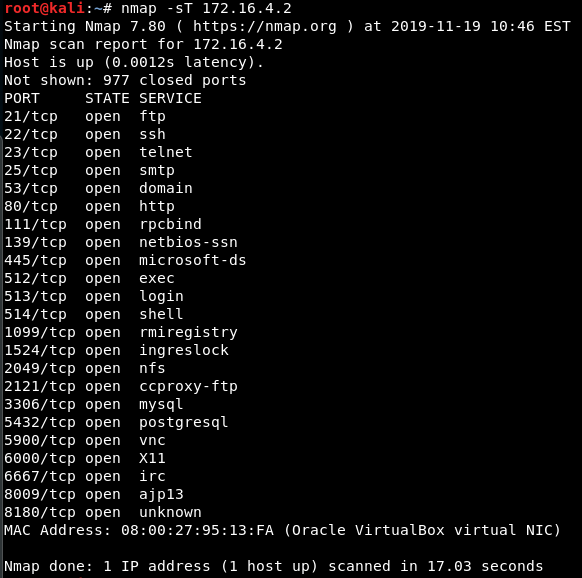 root@kali:~# nmap -sT 172.16.4.2
Starting Nmap 7.80 ( https://nmap.org ) at 2019-11-19 10:46 EST
Nmap scan report for 172.16.4.2
Host is up (0.0012s latency).
Not shown: 977 closed ports
PORT     STATE SERVICE
21/tcp   open  ftp
22/tcp   open  ssh
23/tcp   open  telnet
25/tcp   open  smtp
53/tcp   open  domain
80/tcp   open  http
111/tcp  open  rpcbind
139/tcp  open  netbios-ssn
445/tcp  open  microsoft-ds
512/tcp  open  exec
513/tcp  open  login
514/tcp  open  shell
1099/tcp open  rmiregistry
1524/tcp open  ingreslock
2049/tcp open  nfs
2121/tcp open  ccproxy-ftp
3306/tcp open  mysql
5432/tcp open  postgresql
5900/tcp open  vnc
6000/tcp open  X11
6667/tcp open  irc
8009/tcp open  ajp13
8180/tcp open  unknown
MAC Address: 08:00:27:95:13:FA (Oracle VirtualBox virtual NIC)
Nmap done: 1 IP address (1 host up) scanned in 17.03 seconds